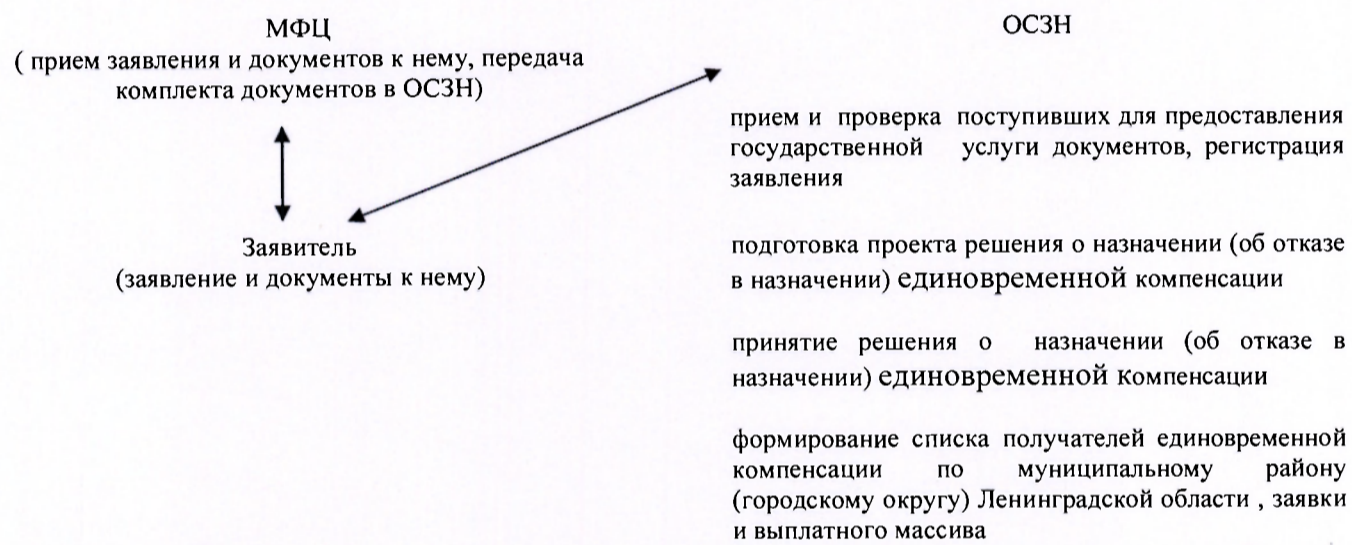 МФЦ
( прием заявления и документов к нему, передача
комплекта документов в ОСЗН)
Заявитель
(заявление и документы к нему)
ОСЗН
прием и проверка поступивших для предоставления
государственной услуги документов, регистрация
заявления
подготовка проекта решения о назначении (об отказе
в назначении) единовременной компенсации
принятие решения о назначении (об отказе в
назначении) единовременной компенсации
формирование списка получателей единовременной
компенсации по муниципальному району
(городскому округу) Ленинградской области , заявки
и выплатного массива